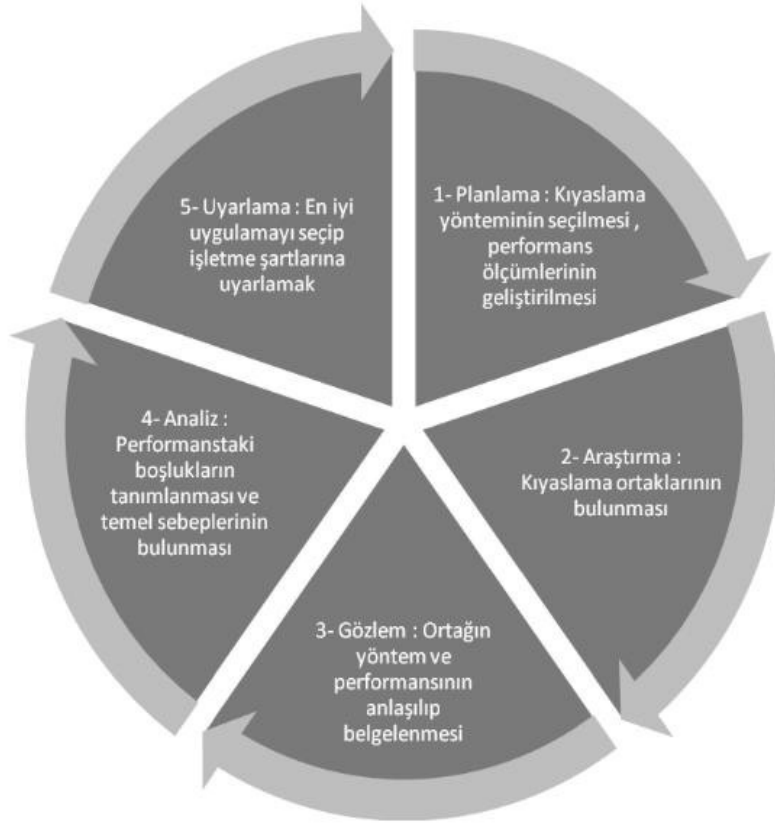 1- Planlama : Kıyaslama
yönteminin seçilmesi ,
performans
ölçümlerinin
geliştirilmesi
2- Araştırma :
Kıyaslama ortaklarının
bulunması
3- Gözlem : Ortağın
yöntem ve
performansının
anlaşılıp
belgelenmesi
4- Analiz :
Performanstaki
boşlukların
tanımlanması ve
temel sebeplerinin
bulunması
5- Uyarlama : En iyi
uygulamayı seçip
işletme şartlarına
uyarlamak